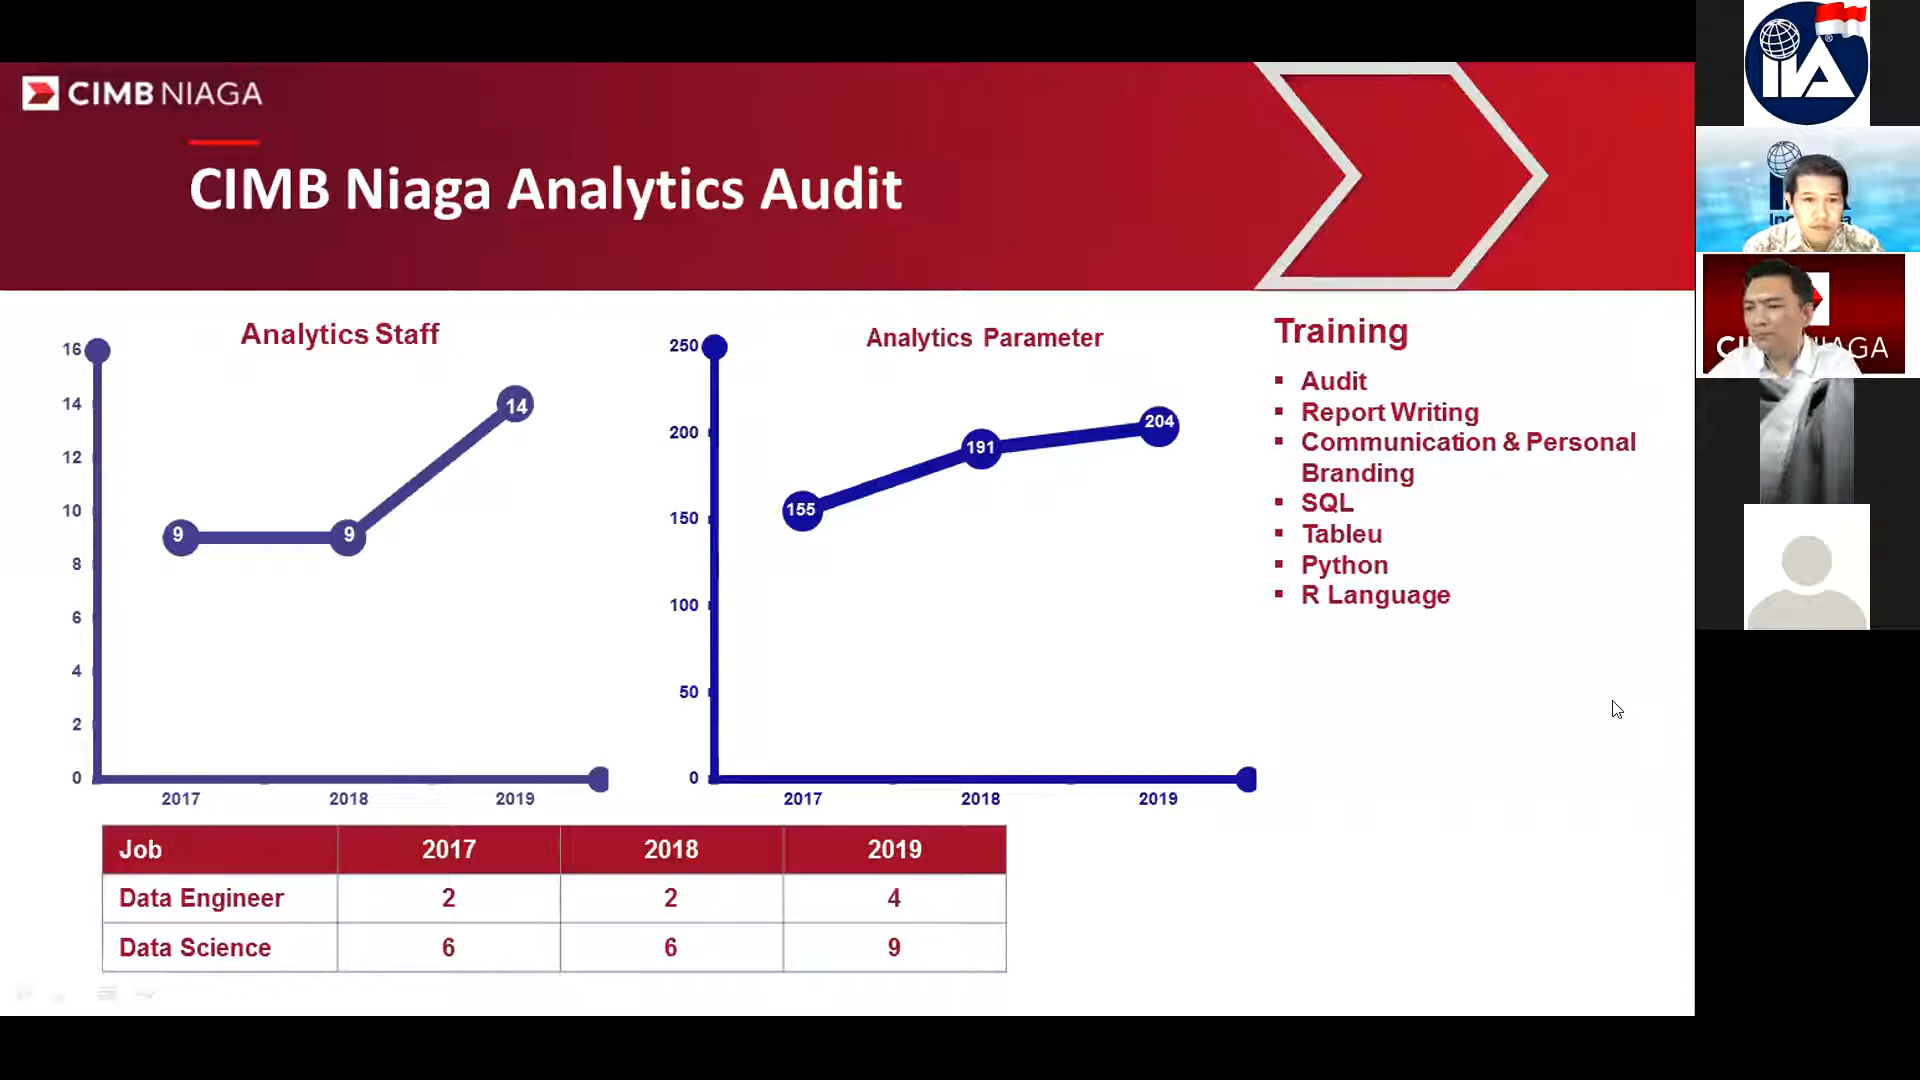 CIMB NIAGA
CIMB Niaga Analytics Audit
Analytics Staff
16
14
12
10
8
6
4
2
0
9
9
14
2017 2018 2019
Analytics Parameter
250
200
150
100
50
0
155
191
204
2017 2018 2019
Training
▪ Audit
▪ Report Writing
▪ Communication & Personal
Branding
▪ SQL
▪ Tableu
▪ Python
▪ R Language
Job 2017 2018 2019
Data Engineer 2 2 4
Data Science 6 6 9
IIA